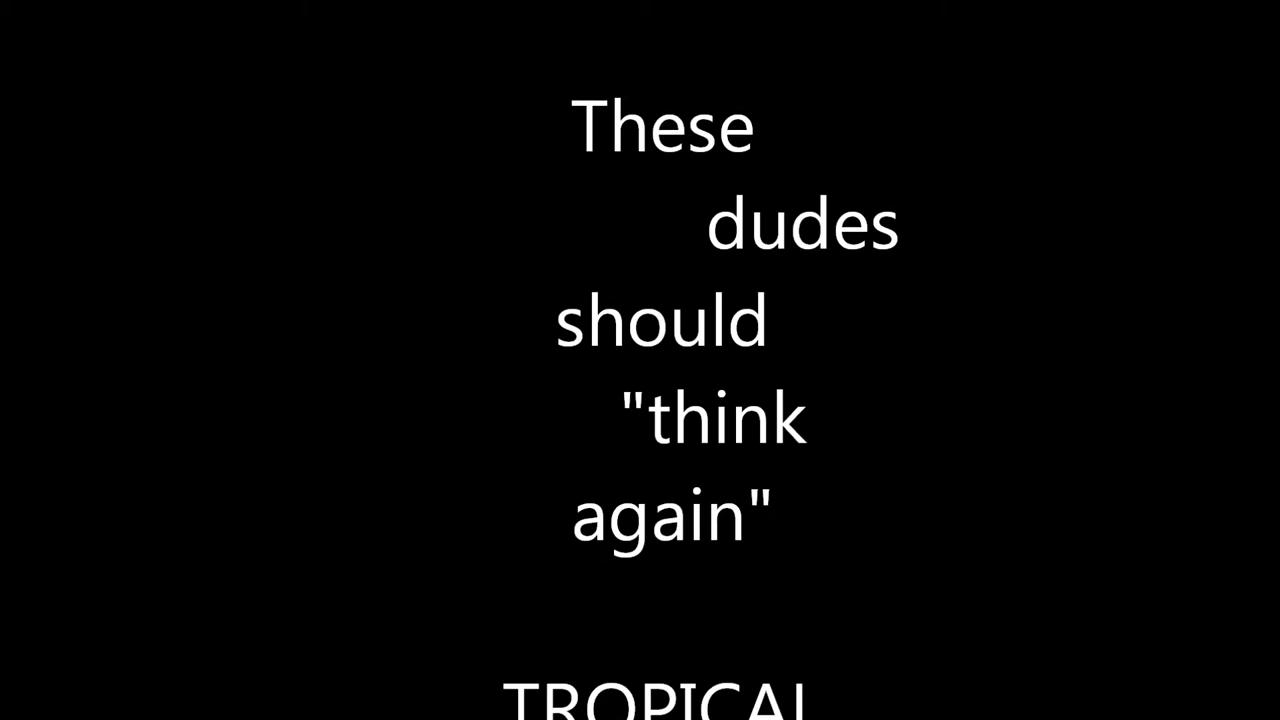 These
dudes
should
"think
again"
TROPICAL